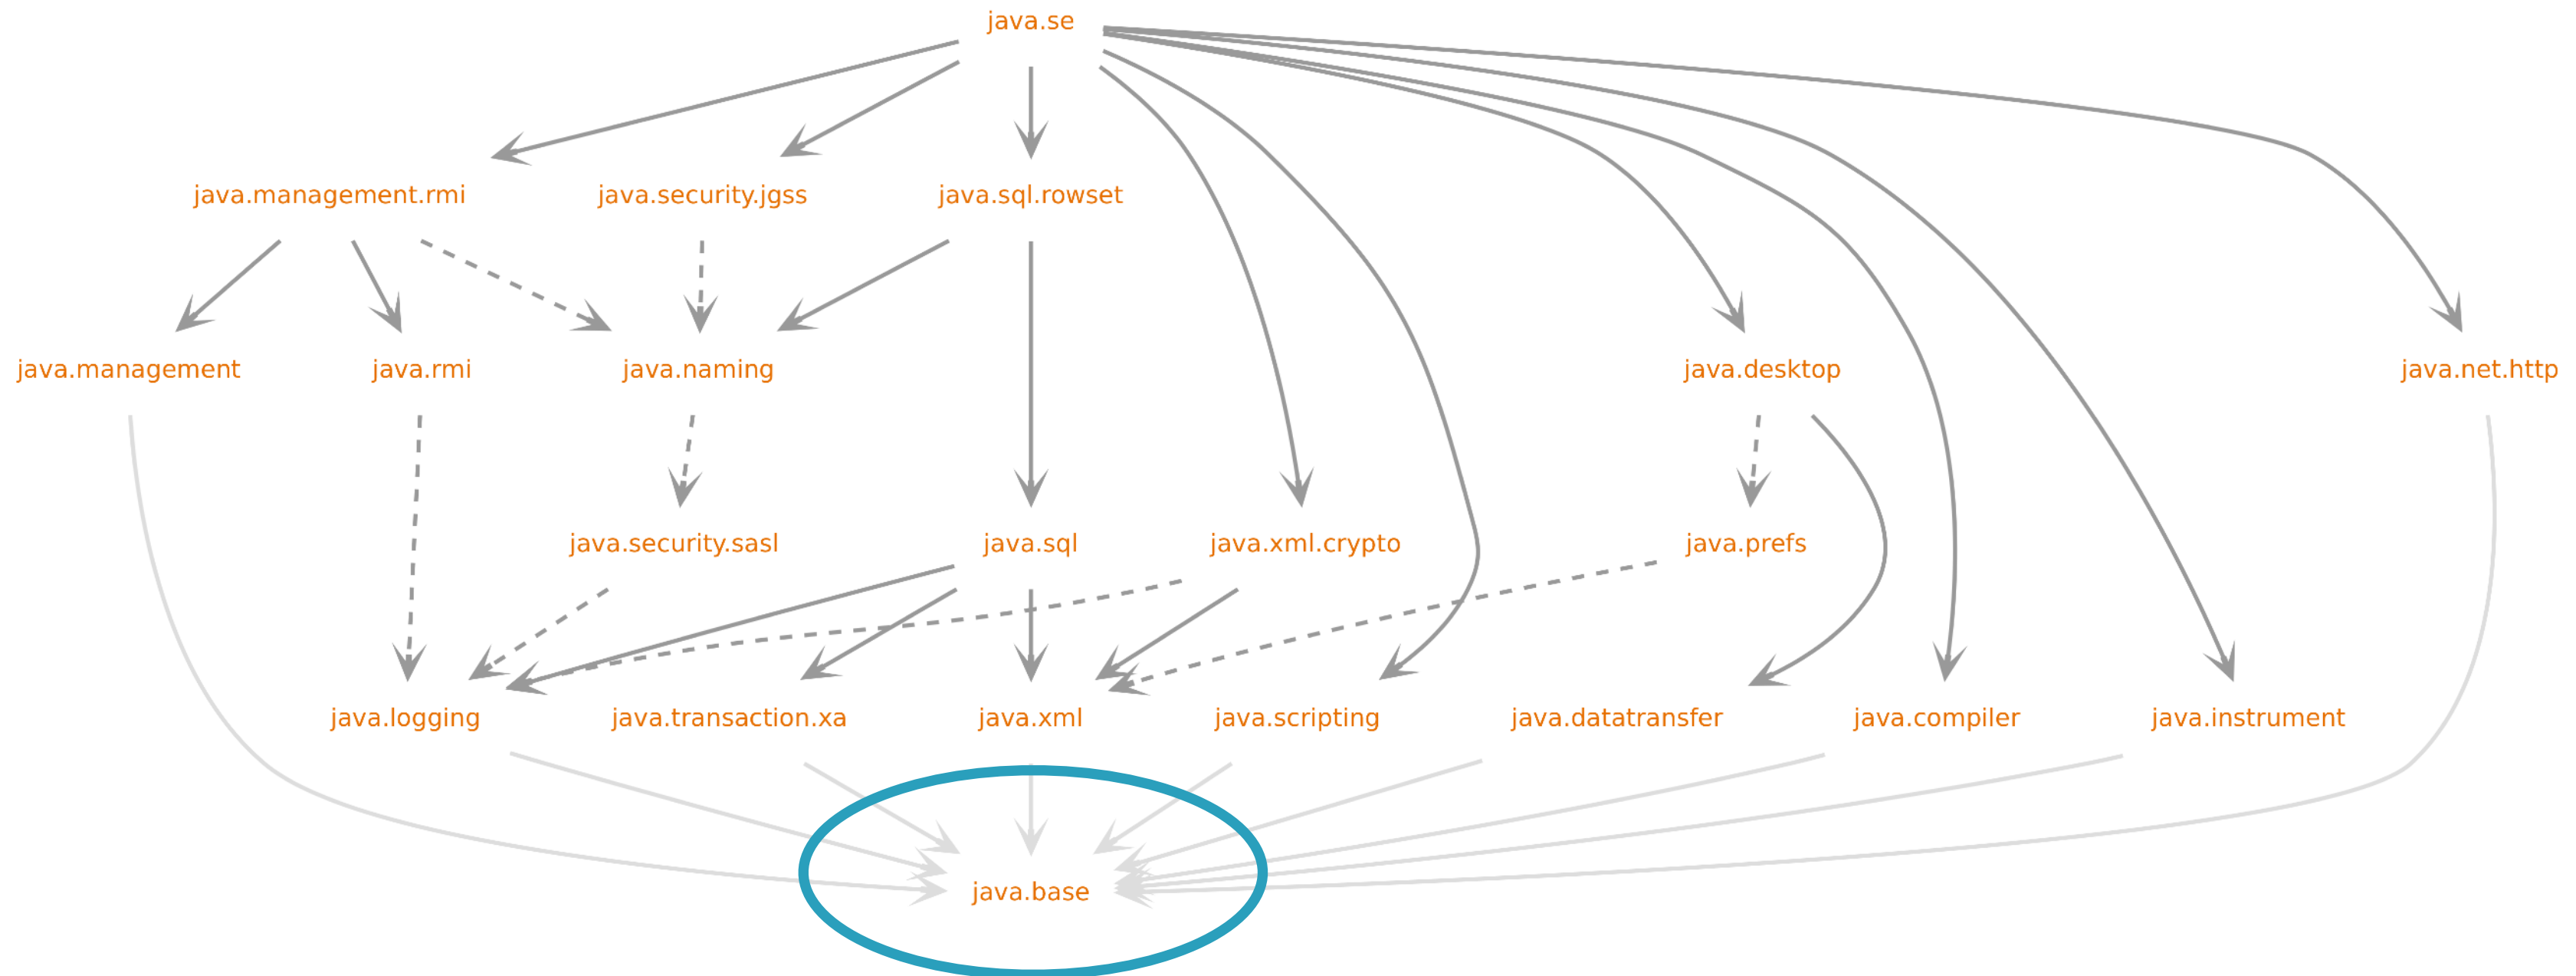 java.se
java.management.rmi
java.security.jgss
java.sql.rowset
java.management
java.rmi
java.naming
java.desktop
java.net.http
java.security.sasl
java.sql
java.xml.crypto
java.prefs
java.logging
java.transaction.xa
java.xml
java.scripting
java.datatransfer
java.compiler
java.instrument
java.base